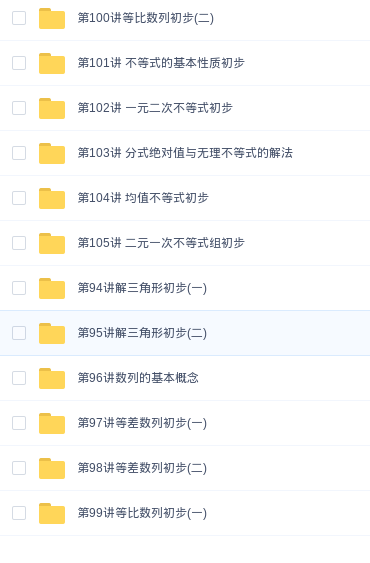 第100讲等比数列初步(二)
第101讲 不等式的基本性质初步
第102讲 一元二次不等式初步
第103讲 分式绝对值与无理不等式的解法
第104讲 均值不等式初步
第105讲 二元一次不等式组初步
第94讲解三角形初步(一)
第95讲解三角形初步(二)
第96讲数列的基本概念
第97讲等差数列初步(一)
第98讲等差数列初步(二)
第99讲等比数列初步(一)